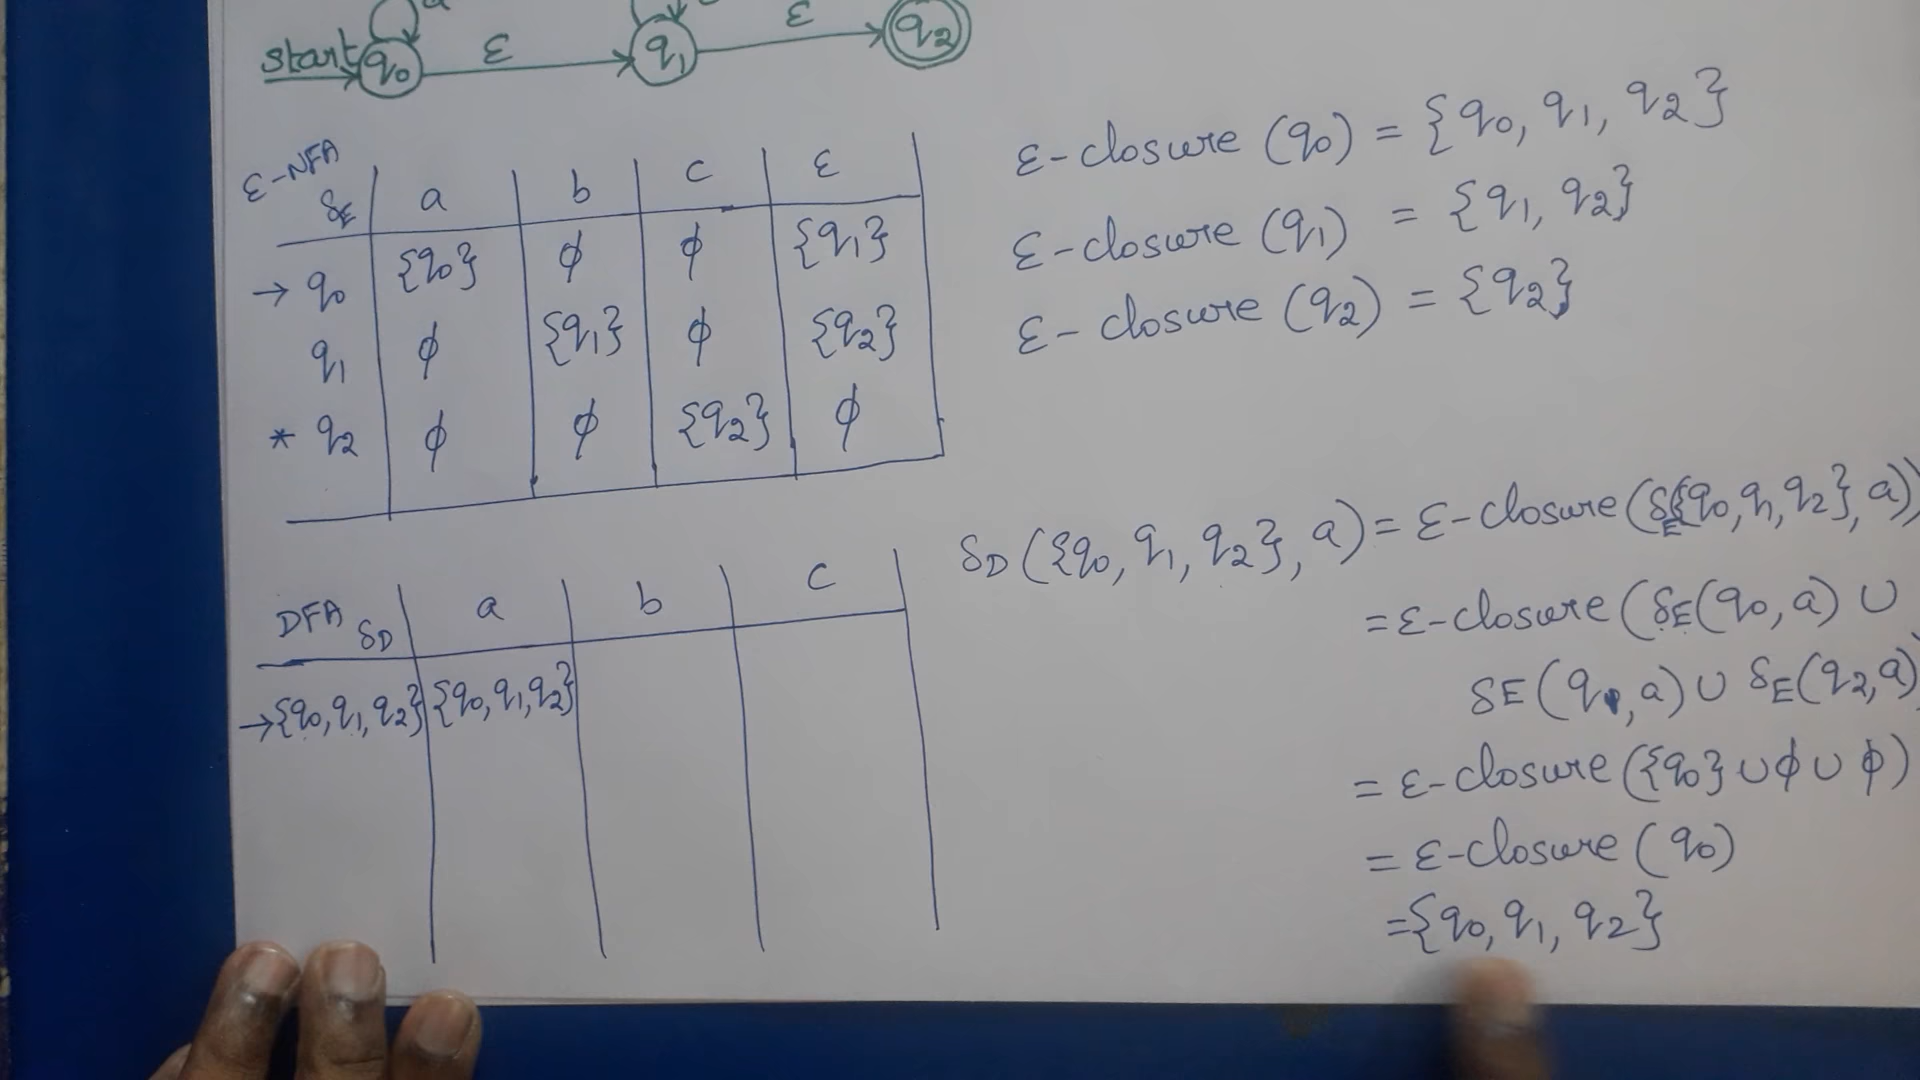 a
start q0 ε q1 ε q2
ε-NFA
δE a b c ε
→ q0 {q0} ϕ ϕ {q1}
q1 ϕ {q1} ϕ {q2}
* q2 ϕ ϕ {q2} ϕ
ε-closure (q0) = {q0, q1, q2}
ε-closure (q1) = {q1, q2}
ε-closure (q2) = {q2}
DFA δD a b c
→{q0, q1, q2} {q0, q1, q2}
δD ({q0, q1, q2}, a) = ε-closure (δE({q0, q1, q2}, a))
= ε-closure (δE(q0, a) ∪
δE(q1, a) ∪ δE(q2, a)
= ε-closure ({q0} ∪ ϕ ∪ ϕ)
= ε-closure (q0)
= {q0, q1, q2}